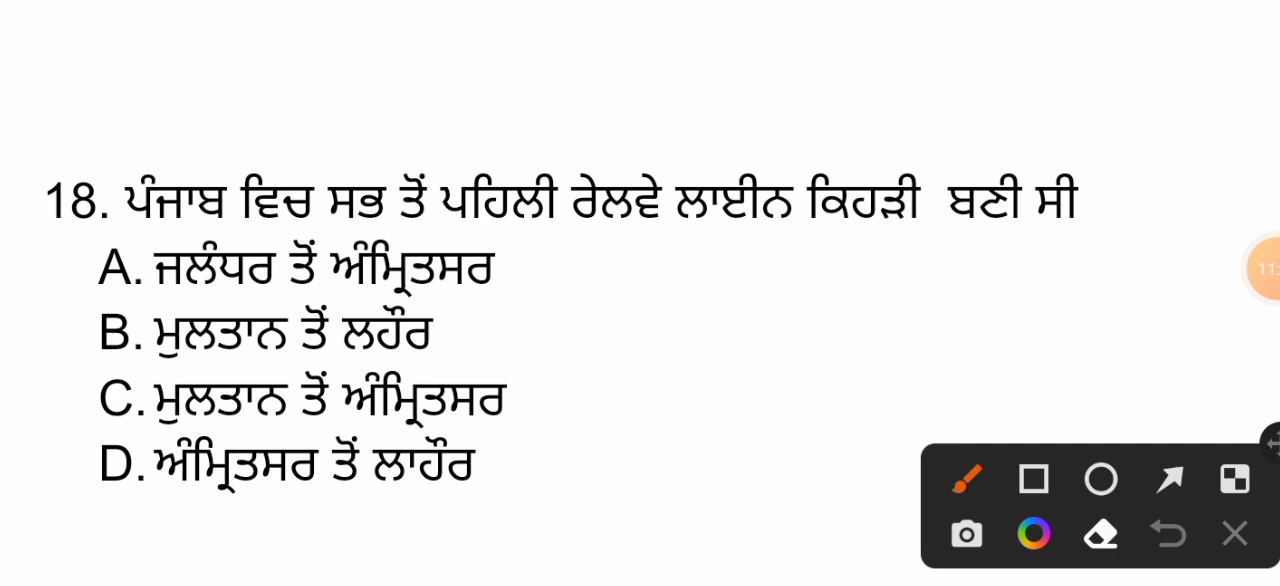 18. ਪੰਜਾਬ ਵਿਚ ਸਭ ਤੋਂ ਪਹਿਲੀ ਰੇਲਵੇ ਲਾਈਨ ਕਿਹੜੀ ਬਣੀ ਸੀ
A. ਜਲੰਧਰ ਤੋਂ ਅੰਮ੍ਰਿਤਸਰ
B. ਮੁਲਤਾਨ ਤੋਂ ਲਹੌਰ
C. ਮੁਲਤਾਨ ਤੋਂ ਅੰਮ੍ਰਿਤਸਰ
D. ਅੰਮ੍ਰਿਤਸਰ ਤੋਂ ਲਾਹੌਰ